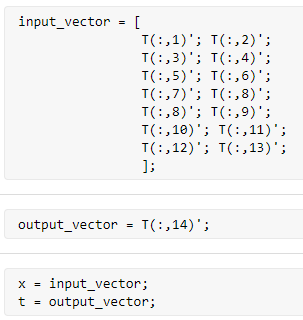 input_vector = [
T(:,1)'; T(:,2)';
T(:,3)'; T(:,4)';
T(:,5)'; T(:,6)';
T(:,7)'; T(:,8)';
T(:,8)'; T(:,9)';
T(:,10)'; T(:,11)';
T(:,12)'; T(:,13)';
];
output_vector = T(:,14)';
x = input_vector;
t = output_vector;